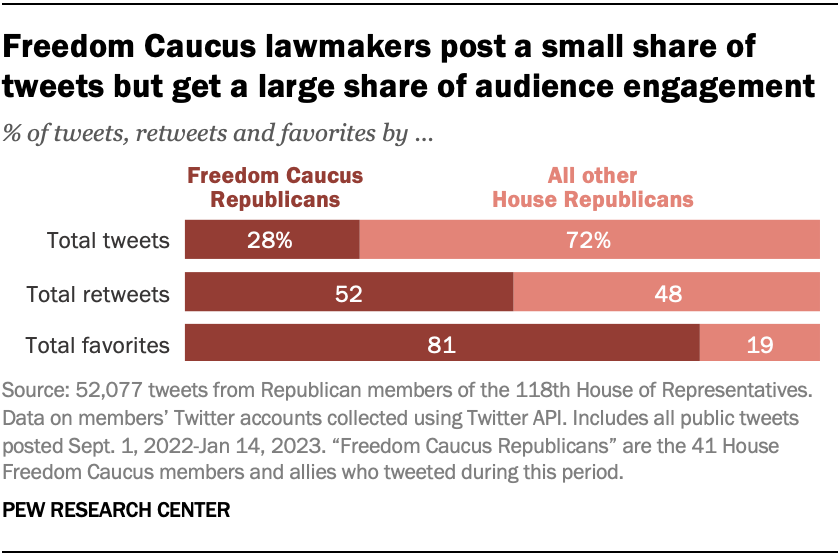 Freedom Caucus lawmakers post a small share of
tweets but get a large share of audience engagement
% of tweets, retweets and favorites by ...
Freedom Caucus
Republicans
All other
House Republicans
Total tweets 28% 72%
Total retweets 52 48
Total favorites 81 19
Source: 52,077 tweets from Republican members of the 118th House of Representatives.
Data on members’ Twitter accounts collected using Twitter API. Includes all public tweets
posted Sept. 1, 2022-Jan 14, 2023. “Freedom Caucus Republicans” are the 41 House
Freedom Caucus members and allies who tweeted during this period.
PEW RESEARCH CENTER